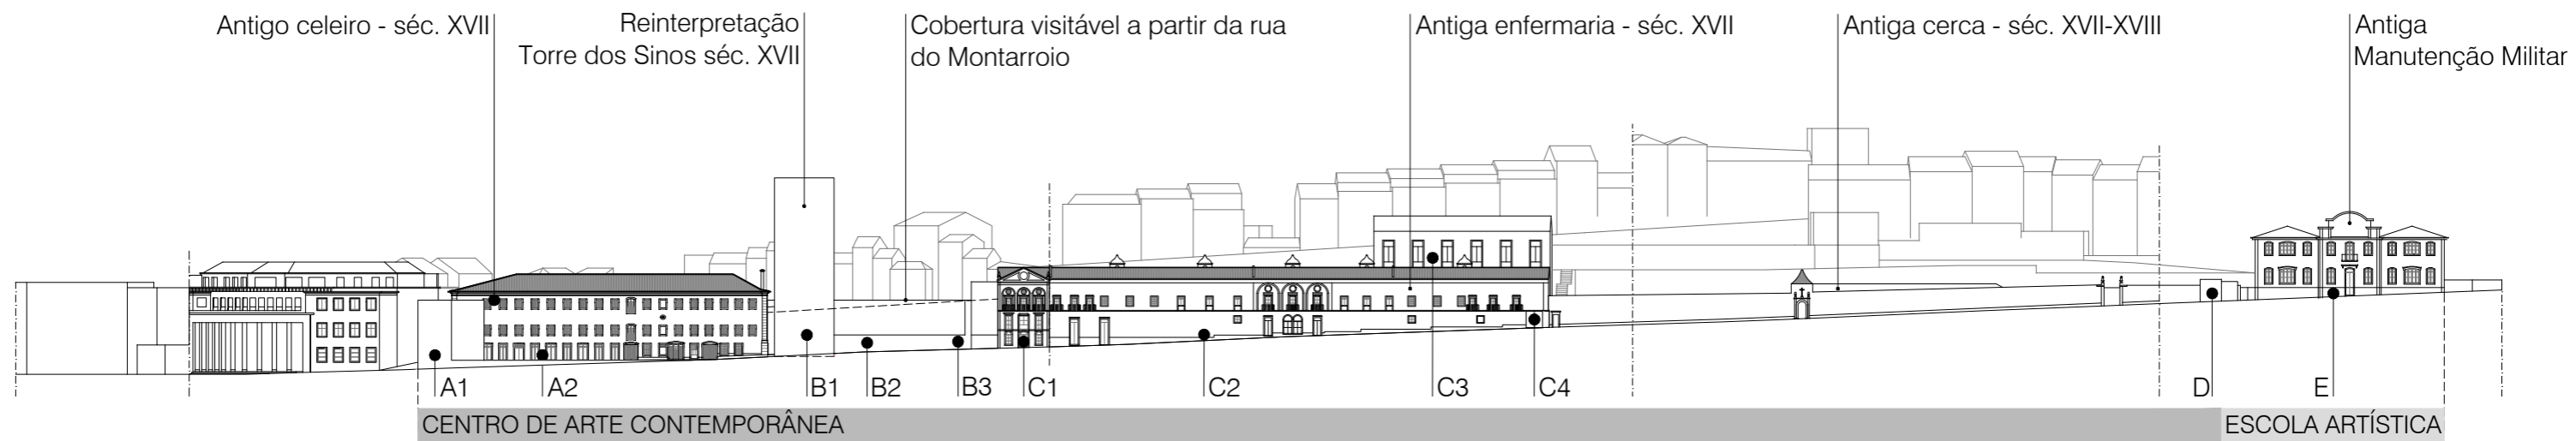 Antigo celeiro - séc. XVII
Reinterpretação
Torre dos Sinos séc. XVII
Cobertura visitável a partir da rua
do Montarroio
Antiga enfermaria - séc. XVII
Antiga cerca - séc. XVII-XVIII
Antiga
Manutenção Militar
A1
A2
B1
B2
B3
C1
C2
C3
C4
D
E
CENTRO DE ARTE CONTEMPORÂNEA
ESCOLA ARTÍSTICA